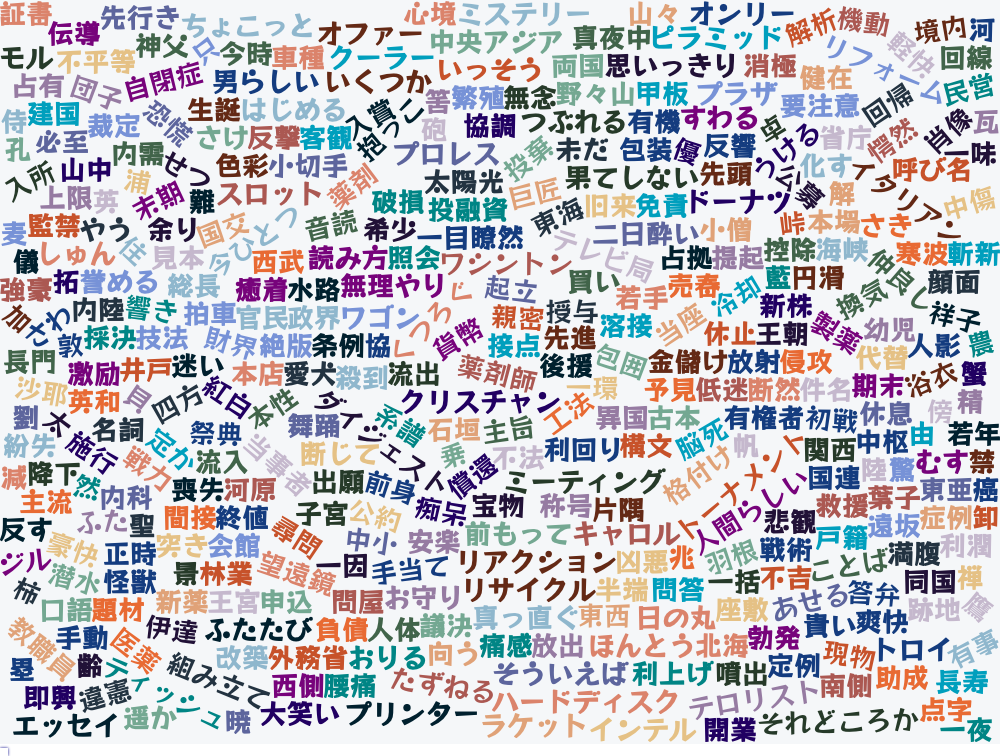 証書 先行き ちょこっと オファー 心境 ミステリー 山々 オンリー 解析 機動 境内 河
伝導 神父 今時 車種 クーラー 中央アジア 真夜中 ピラミッド リフォーム 軽快 回線
モル 不平等 占有 団子 自閉症 男らしい いくつか いっそう 両国 思いっきり 消極 健在 民営
侍 建国 裁定 恐慌 生誕 はじめる 入賞 抱っこ 筈 繁殖 無念 野々山 甲板 プラザ 要注意 回帰 肖像 瓦
孔 必至 内需 さけ 反撃 客観 砲 協調 つぶれる 有機 すわる 卓 うける 省庁 愕然 一味
入所 山中 せつ 色彩 小切手 プロレス 投棄 未だ 包装 優 反響 化す イタリアン 呼び名
上限 英 浦 末期 難 スロット 薬剤 破損 太陽光 投融資 巨匠 果てしない 先頭 公募 解 中傷
麦 監禁 やう 余り 国交 今ひとつ 音読 希少 一目瞭然 東海 旧来 免責 ドーナツ 峠 本場 さき
儀 しゅん 住 見本 西武 読み方 照会 ワシントン テレビ局 二日酔い 小僧 占拠 提起 控除 海峡 寒波 斬新
強豪 拓 誉める 総長 癒着 水路 無理やり 起立 買い 若手 売春 冷却 藍 円滑 換気 仲良し 顔面
加 さわ 内陸 響き 拍車 官民 政界 ワゴン くつろぐ 貨幣 親密 授与 溶接 当座 新株 製薬 幼児 祥子
敦 採決 技法 財界 絶版 条例 協 接点 先進 休止 王朝 人影 農
長門 激励 井戸 迷い 本店 愛犬 殺到 流出 薬剤師 後援 包囲 金儲け 放射 侵攻 代替 浴衣 蟹
沙耶 英和 貝 四方 紅白 本性 ダイジェスト 系譜 クリスチャン 工法 一環 予見 低迷 断然 件名 期末 精
劉 太 施行 名詞 定か 祭典 舞踊 石垣 主旨 異国 古本 有権者 初戦 休息 傍
紛失 戦力 流入 当事者 断じて 乗 不法 利回り 構文 脳死 帆 トーナメント 関西 中枢 由 若年
減 降下 然 内科 喪失 河原 出願 前身 償還 ミーティング 格付け 国連 陸 驚 むす 禁
主流 ふた 聖 間接 終値 子宮 公約 痴呆 宝物 称号 片隅 人間らしい 救援 葉子 東亜 癌
反す 豪快 正時 突き 会館 尋問 中小 安楽 前もって キャロル 悲観 戸籍 遠坂 症例 卸
ジル 潜水 怪獣 景 林業 望遠鏡 一因 手当て リアクション 凶悪 兆 羽根 戦術 ことば 満腹 利潤
柿 口語 題材 新薬 王宮 申込 問屋 お守り リサイクル 半端 問答 一括 不吉 同国 禅
教職員 手動 医薬 伊達 ふたたび 負債 人体 議決 真っ直ぐ 東西 日の丸 座敷 あせる 答弁 貴い 爽快 跡地 鷹
塁 齢 ティッシュ 組み立て 改築 外務省 おりる 向う 痛感 放出 ほんとう 北海 勃発 現物 トロイ 有事
即興 違憲 西側 腰痛 たずねる そういえば 利上げ 噴出 定例 南側 助成 長寿
エッセイ 遥か 暁 大笑い プリンター ハードディスク テロリスト 点字
ラケット インテル 開業 それどころか 一夜